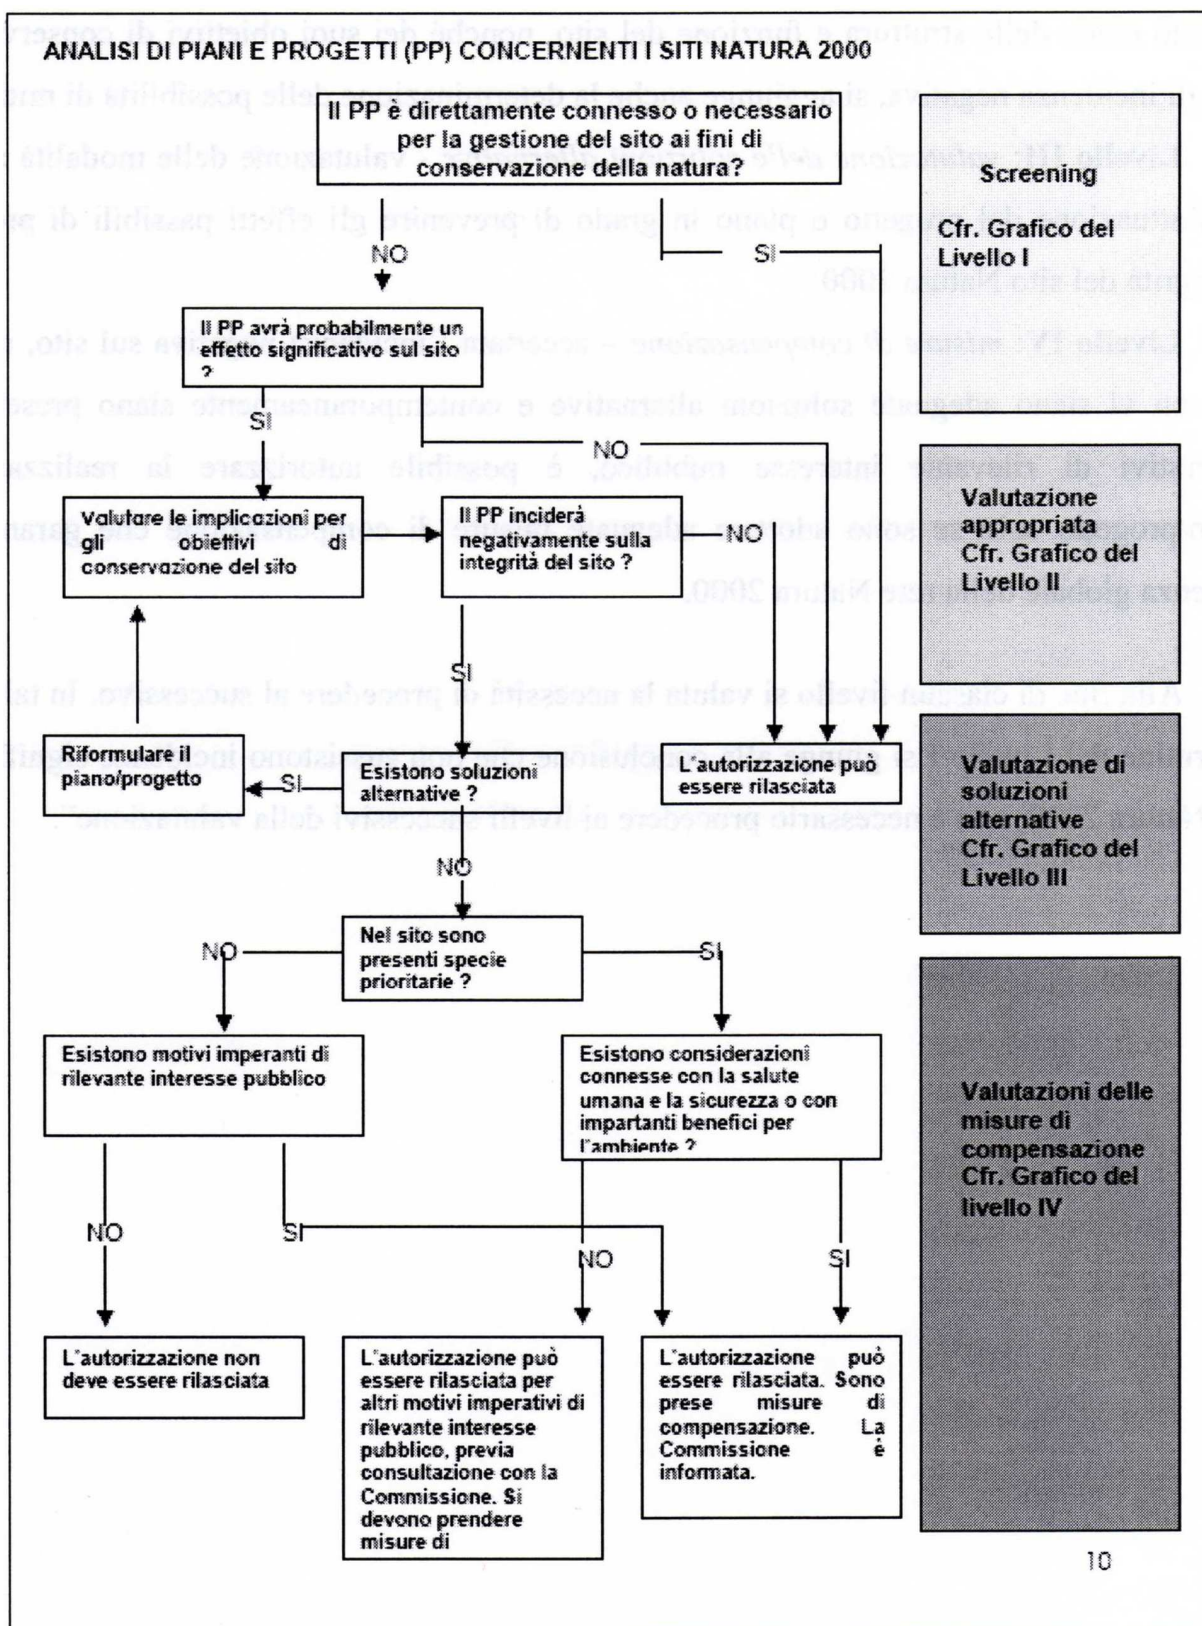 ANALISI DI PIANI E PROGETTI (PP) CONCERNENTI I SITI NATURA 2000
Il PP è direttamente connesso o necessario
per la gestione del sito ai fini di
conservazione della natura?
Screening
Cfr. Grafico del
Livello I
NO
SI
Il PP avrà probabilmente un
effetto significativo sul sito
?
SI
NO
Valutare le implicazioni per
gli obiettivi di
conservazione del sito
Il PP inciderà
negativamente sulla
integrità del sito ?
NO
Valutazione
appropriata
Cfr. Grafico del
Livello II
SI
Riformulare il
piano/progetto
SI
Esistono soluzioni
alternative ?
L'autorizzazione può
essere rilasciata
Valutazione di
soluzioni
alternative
Cfr. Grafico del
Livello III
NO
Nel sito sono
presenti specie
prioritarie ?
NO
SI
Esistono motivi imperanti di
rilevante interesse pubblico
Esistono considerazioni
connesse con la salute
umana e la sicurezza o con
impartanti benefici per
l'ambiente ?
Valutazioni delle
misure di
compensazione
Cfr. Grafico del
livello IV
NO
SI
NO
SI
L'autorizzazione non
deve essere rilasciata
L'autorizzazione può
essere rilasciata per
altri motivi imperativi di
rilevante interesse
pubblico, previa
consultazione con la
Commissione. Si
devono prendere
misure di
L'autorizzazione può
essere rilasciata. Sono
prese misure di
compensazione. La
Commissione è
informata.
10